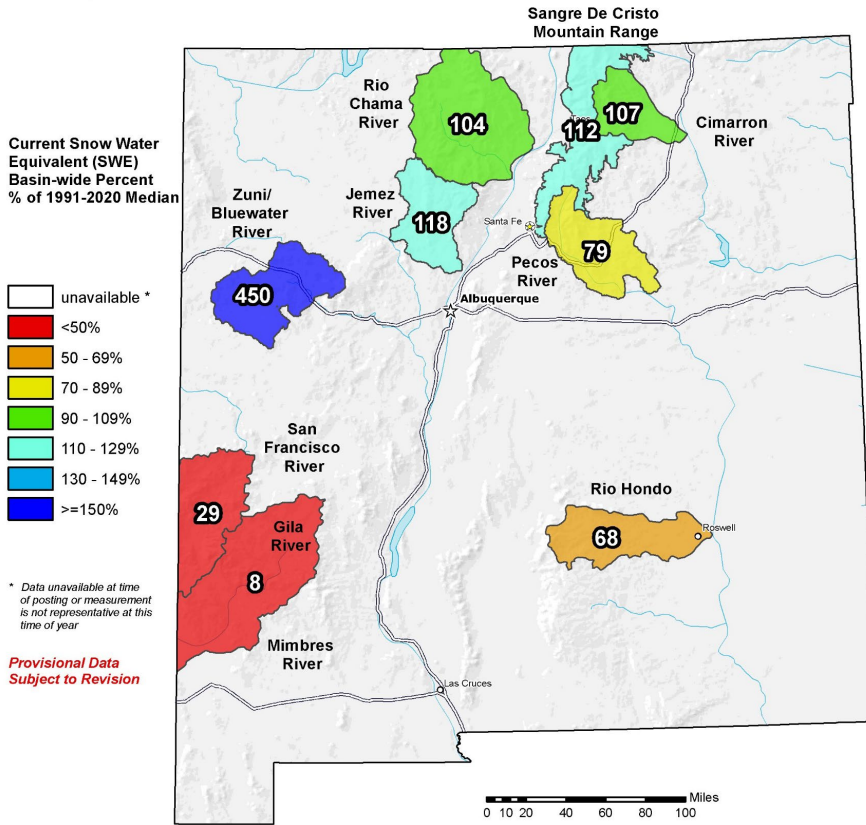 Sangre De Cristo
Mountain Range
Rio
Chama
River
104
107
112
Cimarron
River
Current Snow Water
Equivalent (SWE)
Basin-wide Percent
% of 1991-2020 Median
Zuni/
Bluewater
River
Jemez
River
118
Santa Fe
79
Pecos
River
450
Albuquerque
unavailable *
<50%
50 - 69%
70 - 89%
90 - 109%
110 - 129%
130 - 149%
>=150%
San
Francisco
River
29
Gila
River
8
Rio Hondo
68
Roswell
* Data unavailable at time
of posting or measurement
is not representative at this
time of year
Provisional Data
Subject to Revision
Mimbres
River
Las Cruces
Miles
0 10 20 40 60 80 100